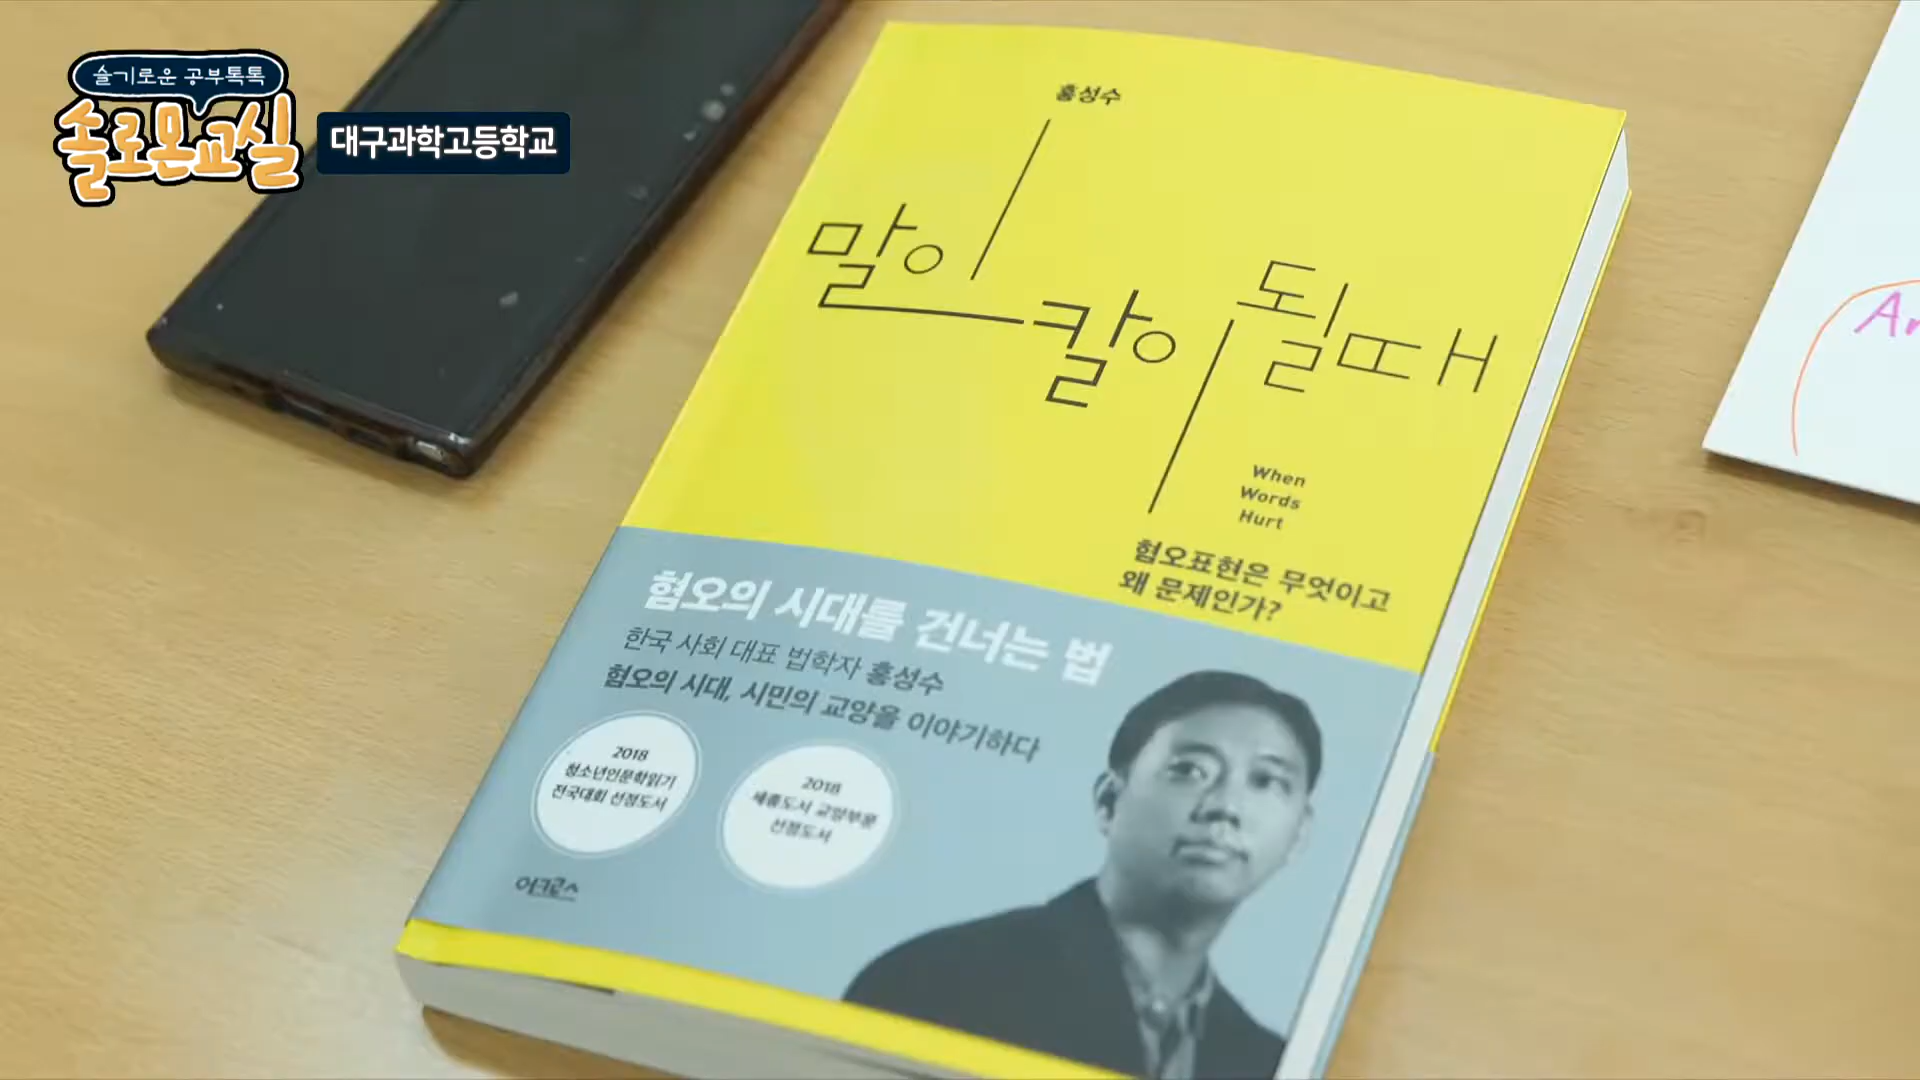 슬기로운 공부톡톡
솔로몬교실
대구과학고등학교
홍성수
말이 칼이 될 때
When
Words
Hurt
혐오표현은 무엇이고
왜 문제인가?
혐오의 시대를 건너는 법
한국 사회 대표 법학자 홍성수
혐오의 시대, 시민의 교양을 이야기하다
2018
청소년인문학읽기
전국대회 선정도서
2018
세종도서 교양부문
선정도서
어크로스